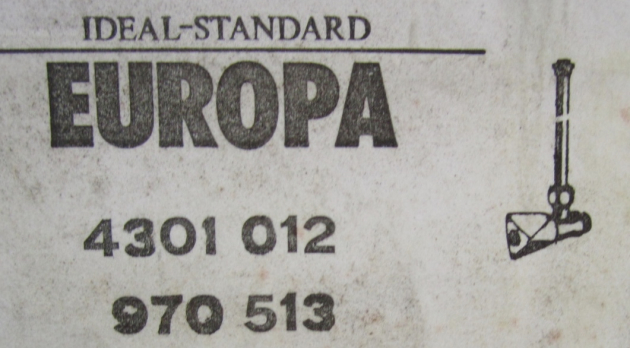 IDEAL-STANDARD
EUROPA
4301 012
970 513